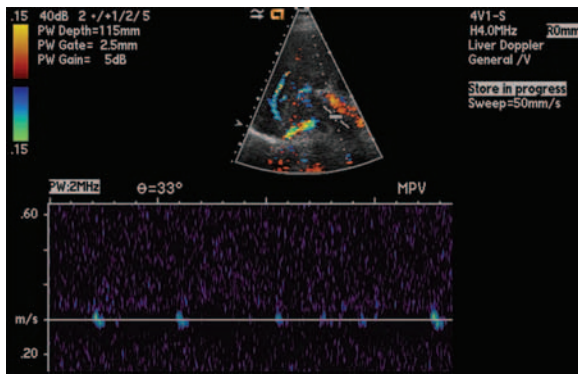 .15
40dB 2 +/+1/2/ 5
PW Depth=115mm
PW Gate= 2.5mm
PW Gain= 5dB
.15
4V1-S
H4.0MHz R0mm
Liver Doppler
General /V
Store in progress
Sweep=50mm/s
PW:2MHz θ=33° MPV
.60
m/s
.20